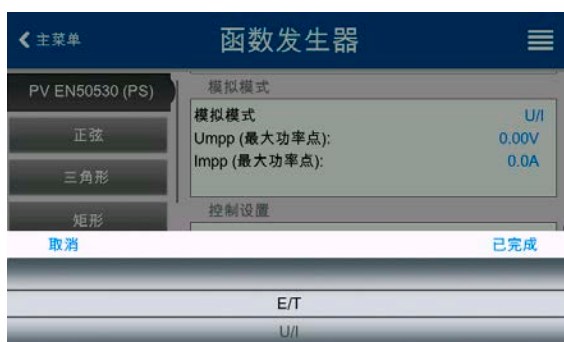 主菜单
函数发生器
PV EN50530 (PS)
正弦
三角形
矩形
模拟模式
模拟模式 U/I
Umpp (最大功率点): 0.00V
Impp (最大功率点): 0.0A
控制设置
取消 已完成
E/T
U/I